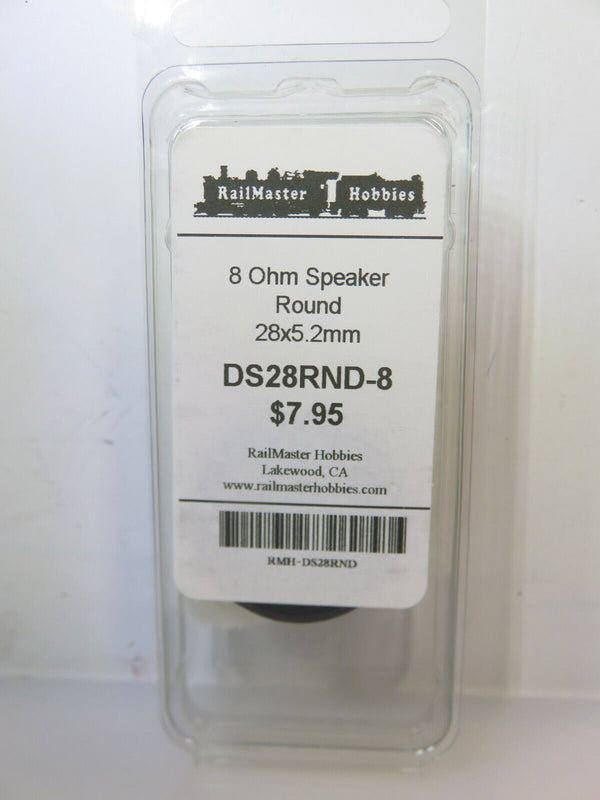 RailMaster Hobbies
8 Ohm Speaker
Round
28x5.2mm
DS28RND-8
$7.95
RailMaster Hobbies
Lakewood, CA
www.railmasterhobbies.com
RMH-DS28RND